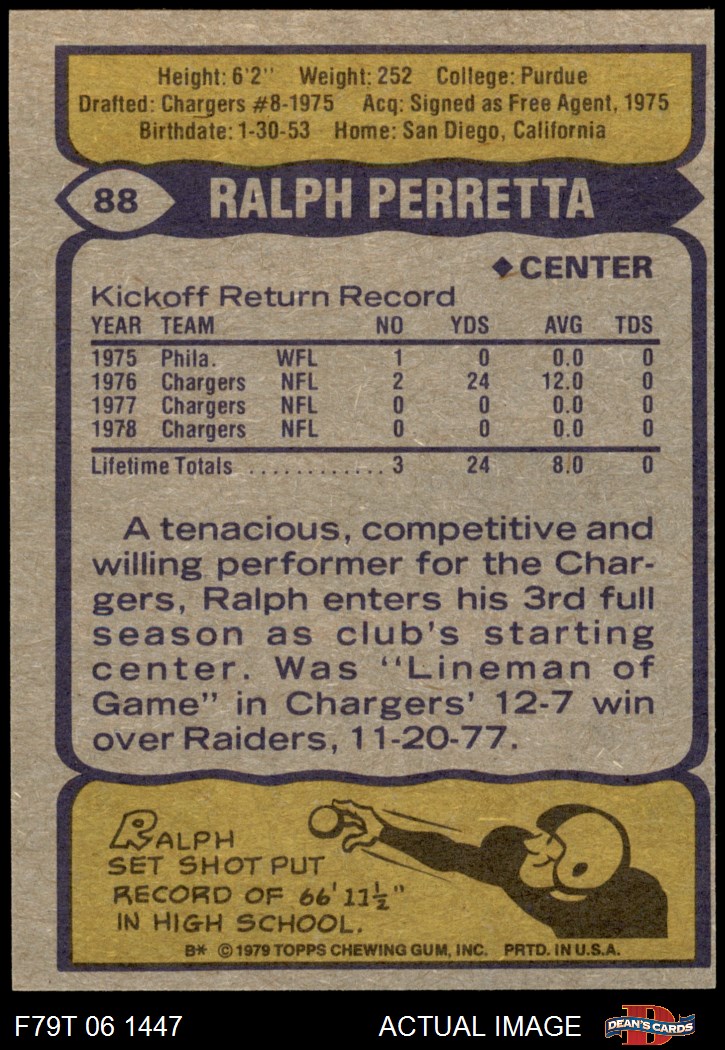 Height: 6'2" Weight: 252 College: Purdue
Drafted: Chargers #8-1975 Acq: Signed as Free Agent, 1975
Birthdate: 1-30-53 Home: San Diego, California
88 RALPH PERRETTA
◆CENTER
Kickoff Return Record
YEAR TEAM NO YDS AVG TDS
1975 Phila. WFL 1 0 0.0 0
1976 Chargers NFL 2 24 12.0 0
1977 Chargers NFL 0 0 0.0 0
1978 Chargers NFL 0 0 0.0 0
Lifetime Totals ............ 3 24 8.0 0
A tenacious, competitive and
willing performer for the Char-
gers, Ralph enters his 3rd full
season as club's starting
center. Was "Lineman of
Game" in Chargers' 12-7 win
over Raiders, 11-20-77.
RALPH
SET SHOT PUT
RECORD OF 66' 11½"
IN HIGH SCHOOL.
B* © 1979 TOPPS CHEWING GUM, INC. PRTD. IN U.S.A.
F79T 06 1447 ACTUAL IMAGE D DEAN'S CARDS